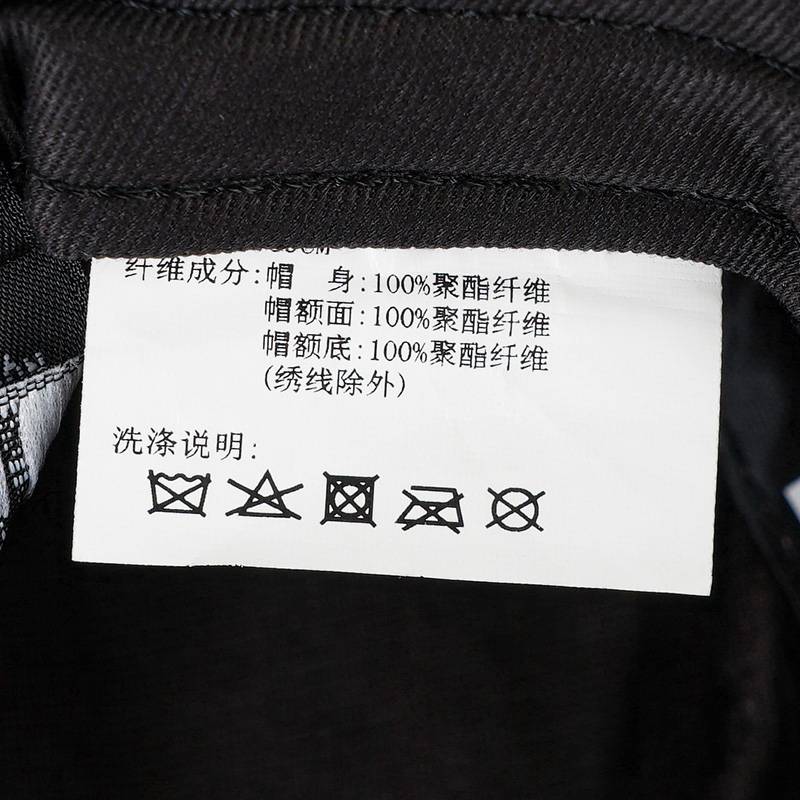 纤维成分:帽 身:100%聚酯纤维
帽额面:100%聚酯纤维
帽额底:100%聚酯纤维
(绣线除外)
洗涤说明: